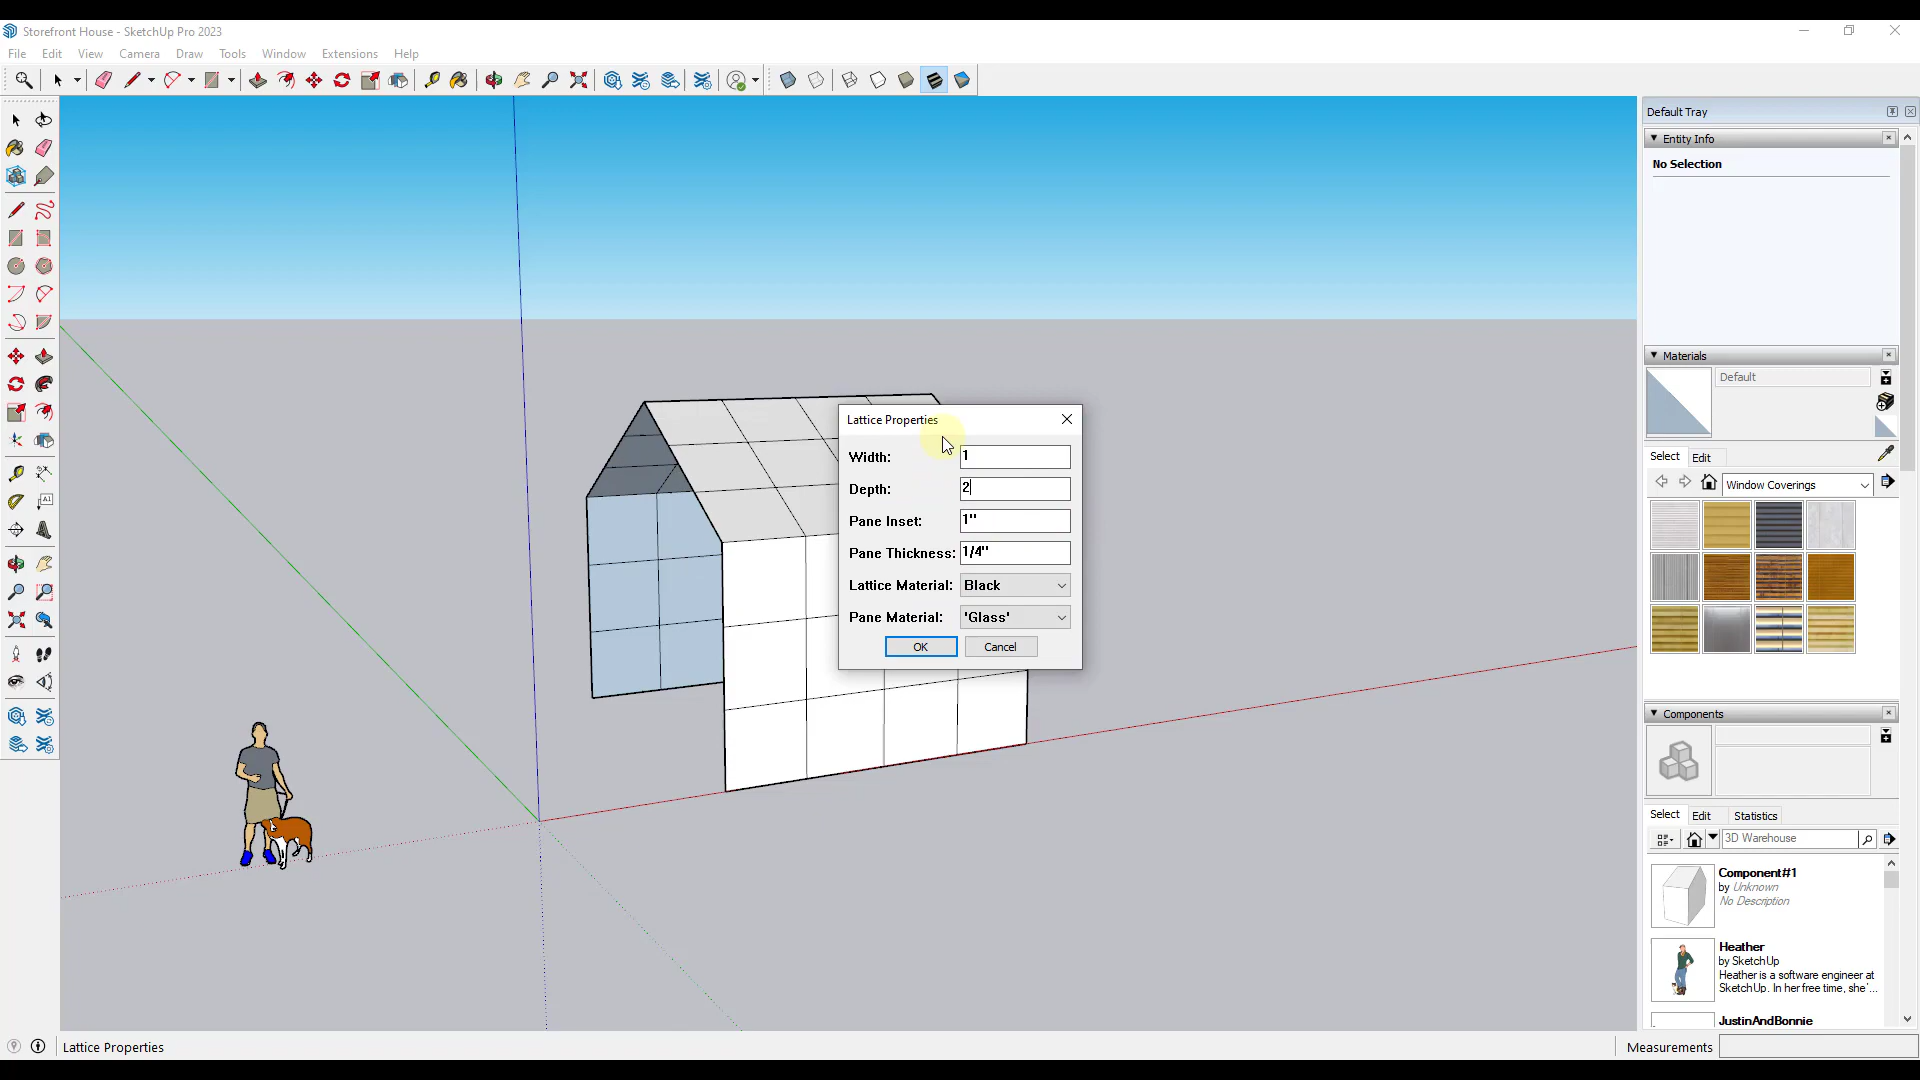 Storefront House - SketchUp Pro 2023
File Edit View Camera Draw Tools Window Extensions Help
Default Tray
Entity Info
No Selection
Materials
Default
Select Edit
Window Coverings
Lattice Properties
Width: 1
Depth: 2
Pane Inset: 1"
Pane Thickness: 1/4"
Lattice Material: Black
Pane Material: 'Glass'
OK Cancel
Components
Select Edit Statistics
3D Warehouse
Component#1
by Unknown
No Description
Heather
by SketchUp
Heather is a software engineer at
SketchUp. In her free time, she'...
JustinAndBonnie
Lattice Properties
Measurements